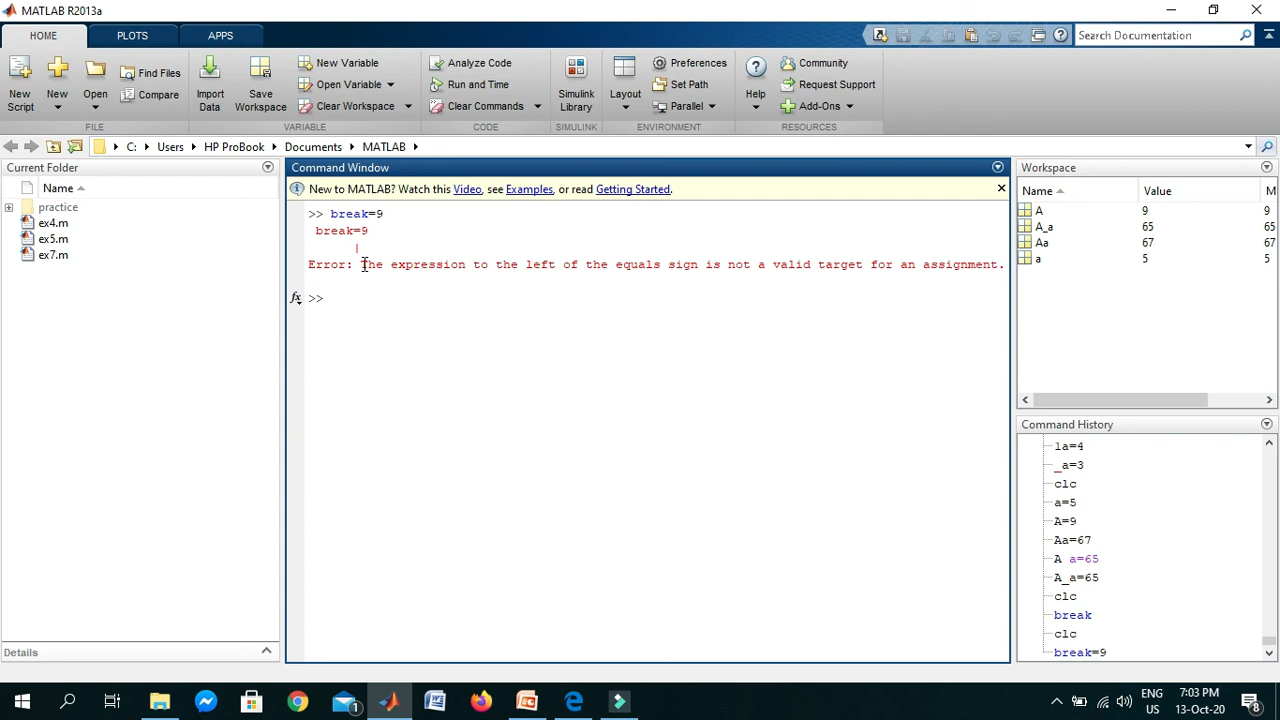 MATLAB R2013a
HOME
PLOTS
APPS
Search Documentation
New Script
New
Open
Find Files
Compare
Import Data
Save Workspace
New Variable
Open Variable
Clear Workspace
Analyze Code
Run and Time
Clear Commands
Simulink Library
Layout
Preferences
Set Path
Parallel
Help
Community
Request Support
Add-Ons
FILE
VARIABLE
CODE
SIMULINK
ENVIRONMENT
RESOURCES
C: Users HP ProBook Documents MATLAB
Current Folder
Name
practice
ex4.m
ex5.m
ex7.m
Details
Command Window
New to MATLAB? Watch this Video, see Examples, or read Getting Started.
>> break=9
break=9
|
Error: The expression to the left of the equals sign is not a valid target for an assignment.
fx >>
Workspace
Name Value M
A 9 9
A_a 65 65
Aa 67 67
a 5 5
Command History
1a=4
_a=3
clc
a=5
A=9
Aa=67
A a=65
A_a=65
clc
break
clc
break=9
1
ENG
US
7:03 PM
13-Oct-20
8